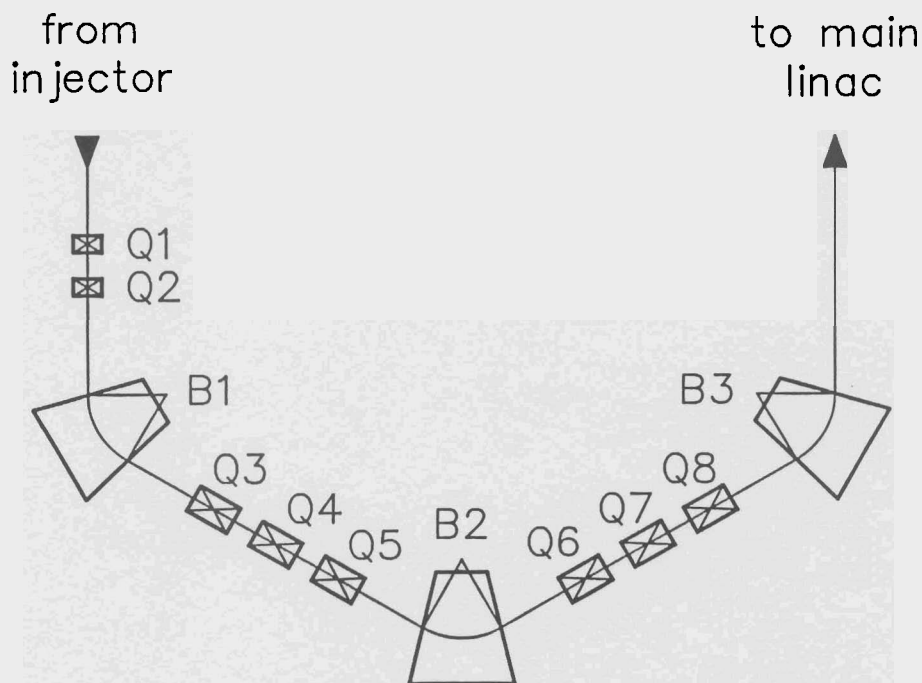 from
injector
to main
linac
Q1
Q2
B1
B3
Q3
Q4
Q5
B2
Q6
Q7
Q8